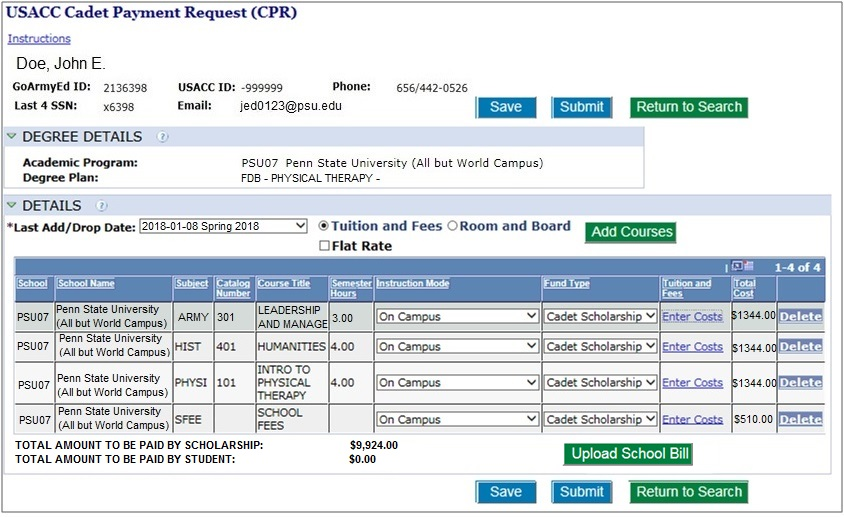 USACC Cadet Payment Request (CPR)
Instructions
Doe, John E.
GoArmyEd ID: 2136398 USACC ID: -999999 Phone: 656/442-0526
Last 4 SSN: x6398 Email: jed0123@psu.edu Save Submit Return to Search
DEGREE DETAILS ?
Academic Program: PSU07 Penn State University (All but World Campus)
Degree Plan: FDB - PHYSICAL THERAPY -
DETAILS ?
*Last Add/Drop Date: 2018-01-08 Spring 2018 Tuition and Fees Room and Board Add Courses
Flat Rate
1-4 of 4
School School Name Subject Catalog Number Course Title Semester Hours Instruction Mode Fund Type Tuition and Fees Total Cost
PSU07 Penn State University (All but World Campus) ARMY 301 LEADERSHIP AND MANAGE 3.00 On Campus Cadet Scholarship Enter Costs $1344.00 Delete
PSU07 Penn State University (All but World Campus) HIST 401 HUMANITIES 4.00 On Campus Cadet Scholarship Enter Costs $1344.00 Delete
PSU07 Penn State University (All but World Campus) PHYSI 101 INTRO TO PHYSICAL THERAPY 4.00 On Campus Cadet Scholarship Enter Costs $1344.00 Delete
PSU07 Penn State University (All but World Campus) SFEE SCHOOL FEES On Campus Cadet Scholarship Enter Costs $510.00 Delete
TOTAL AMOUNT TO BE PAID BY SCHOLARSHIP: $9,924.00
TOTAL AMOUNT TO BE PAID BY STUDENT: $0.00
Upload School Bill
Save Submit Return to Search